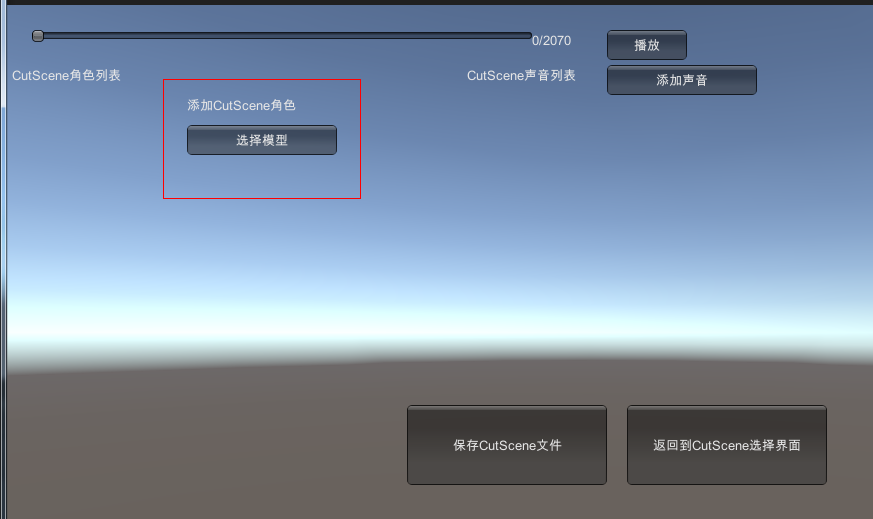 0/2070
播放
CutScene角色列表
CutScene声音列表
添加声音
添加CutScene角色
选择模型
保存CutScene文件
返回到CutScene选择界面